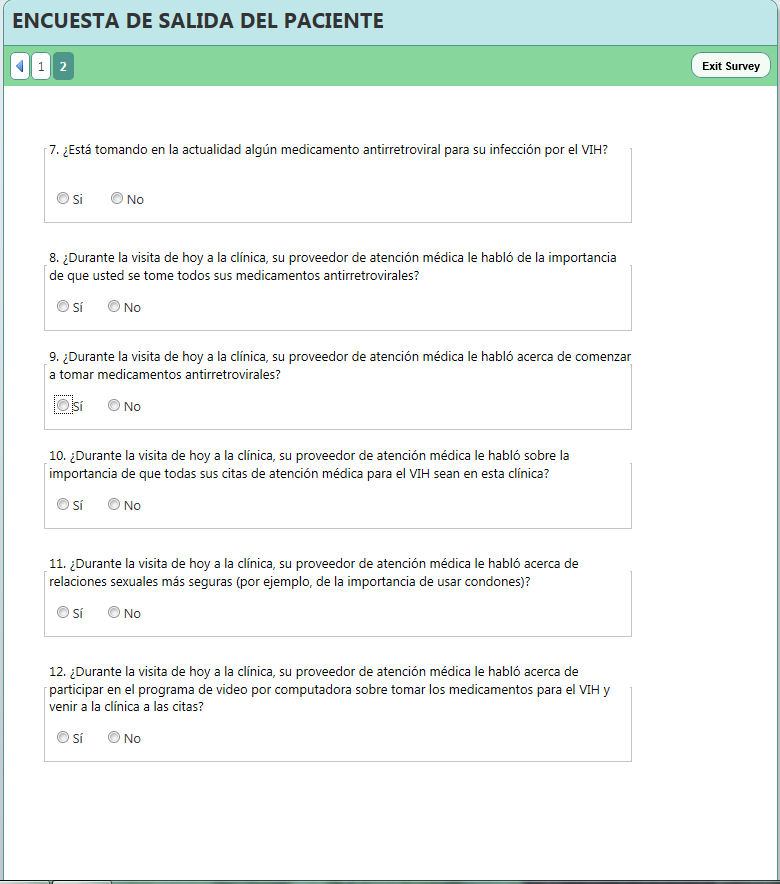 ENCUESTA DE SALIDA DEL PACIENTE
1 2 Exit Survey
7. ¿Está tomando en la actualidad algún medicamento antirretroviral para su infección por el VIH?
Si No
8. ¿Durante la visita de hoy a la clínica, su proveedor de atención médica le habló de la importancia
de que usted se tome todos sus medicamentos antirretrovirales?
Sí No
9. ¿Durante la visita de hoy a la clínica, su proveedor de atención médica le habló acerca de comenzar
a tomar medicamentos antirretrovirales?
Sí No
10. ¿Durante la visita de hoy a la clínica, su proveedor de atención médica le habló sobre la
importancia de que todas sus citas de atención médica para el VIH sean en esta clínica?
Sí No
11. ¿Durante la visita de hoy a la clínica, su proveedor de atención médica le habló acerca de
relaciones sexuales más seguras (por ejemplo, de la importancia de usar condones)?
Sí No
12. ¿Durante la visita de hoy a la clínica, su proveedor de atención médica le habló acerca de
participar en el programa de video por computadora sobre tomar los medicamentos para el VIH y
venir a la clínica a las citas?
Sí No